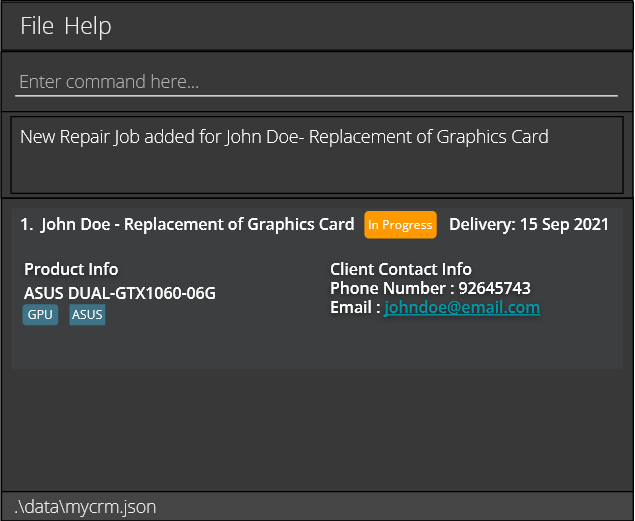 File Help
Enter command here...
New Repair Job added for John Doe- Replacement of Graphics Card
1. John Doe - Replacement of Graphics Card In Progress Delivery: 15 Sep 2021
Product Info
ASUS DUAL-GTX1060-06G
GPU ASUS
Client Contact Info
Phone Number : 92645743
Email : johndoe@email.com
.\data\mycrm.json